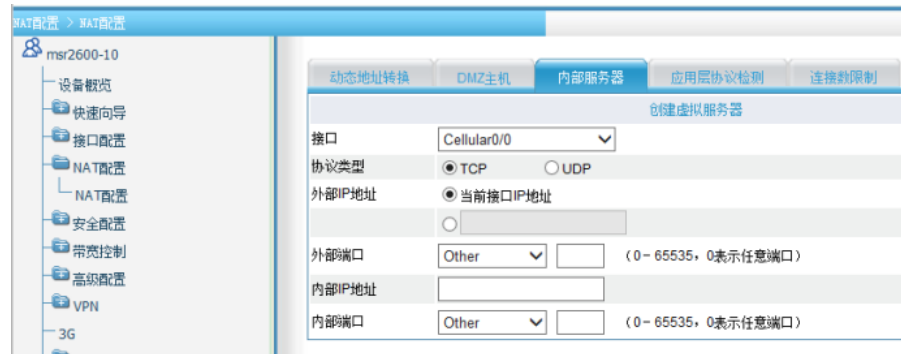 NAT配置 > NAT配置
msr2600-10
设备概览
快速向导
接口配置
NAT配置
NAT配置
安全配置
带宽控制
高级配置
VPN
3G
动态地址转换 DMZ主机 内部服务器 应用层协议检测 连接数限制
创建虚拟服务器
接口 Cellular0/0
协议类型 TCP UDP
外部IP地址 当前接口IP地址
外部端口 Other (0-65535，0表示任意端口)
内部IP地址
内部端口 Other (0-65535，0表示任意端口)